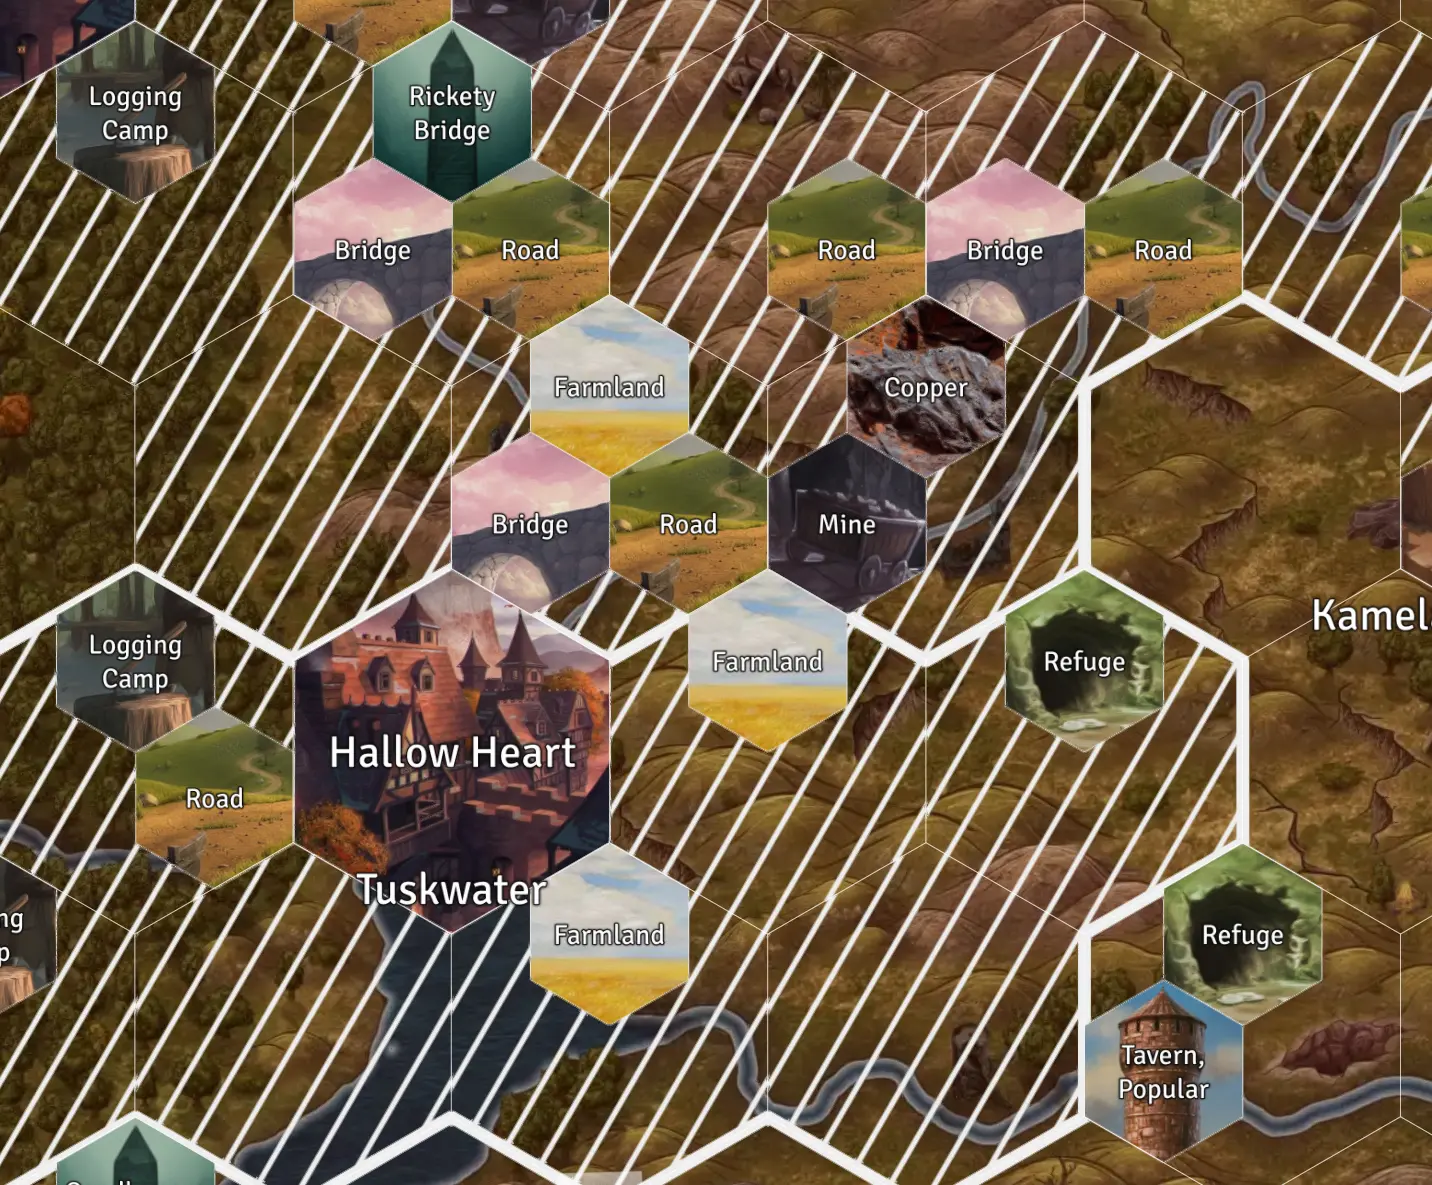 Logging
Camp
Rickety
Bridge
Bridge
Road
Road
Bridge
Road
Farmland
Copper
Bridge
Road
Mine
Logging
Camp
Farmland
Refuge
Hallow Heart
Road
Tuskwater
Farmland
Refuge
Tavern,
Popular